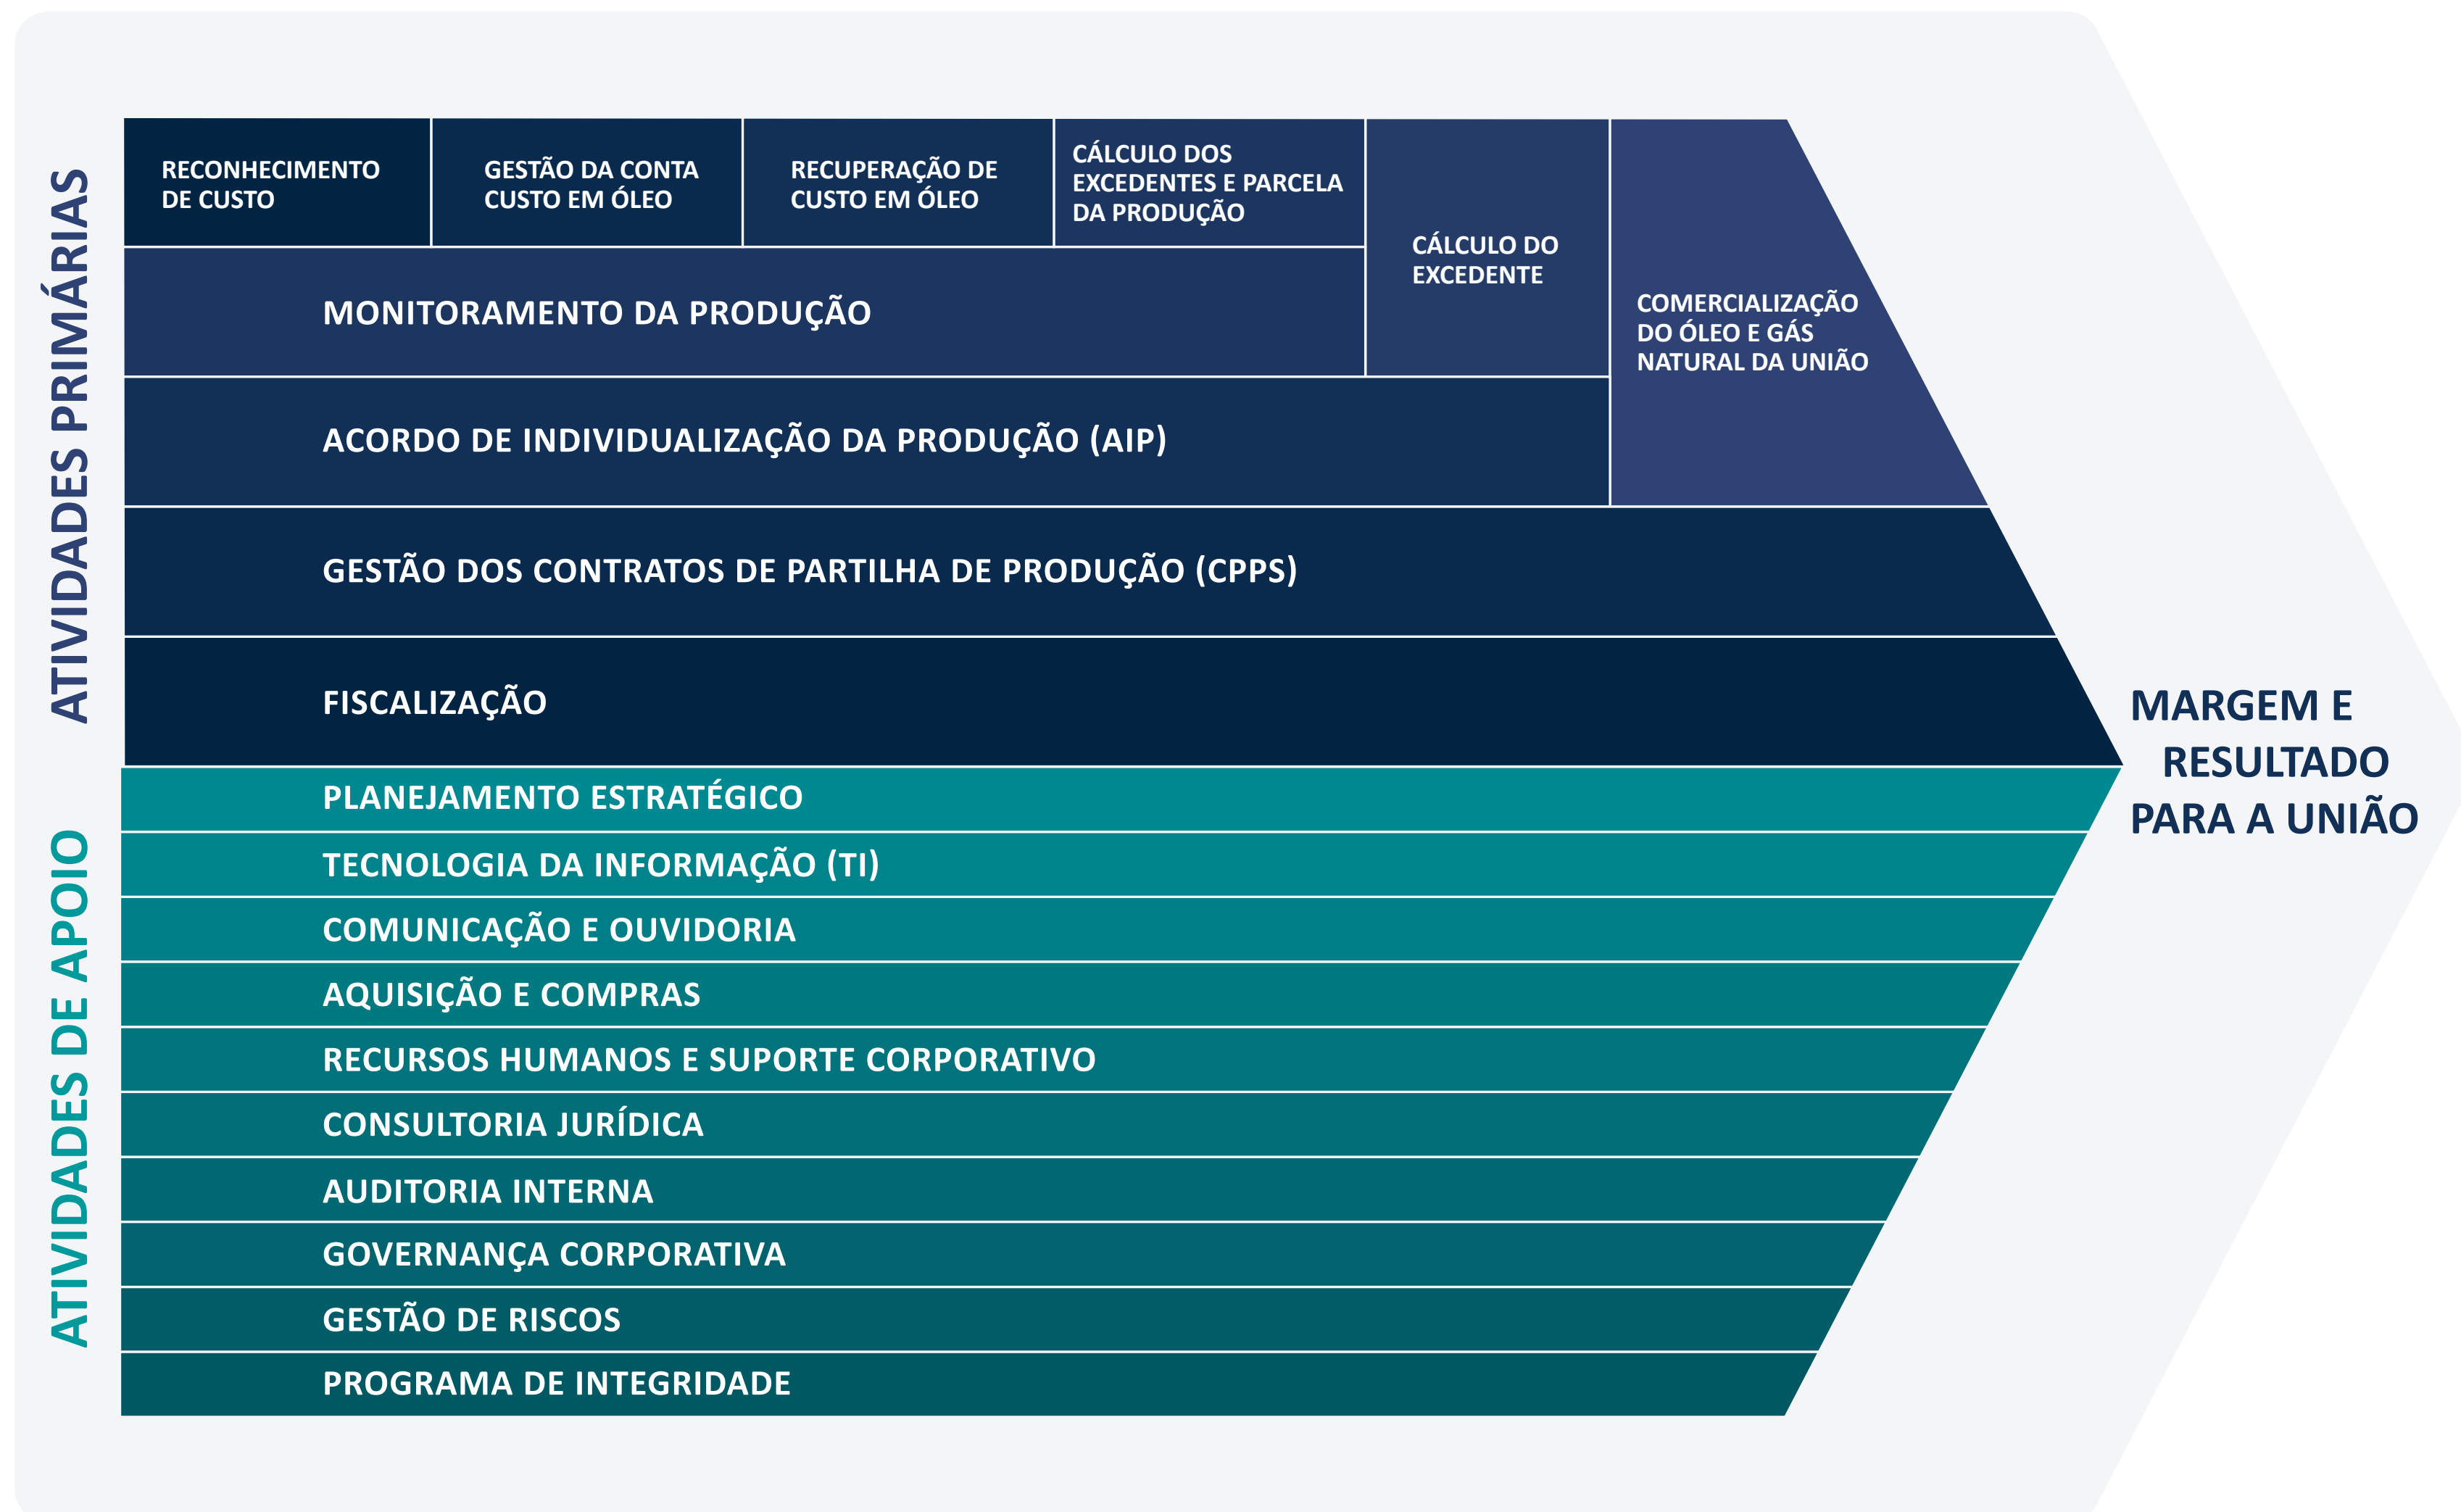 ATIVIDADES PRIMÁRIAS
RECONHECIMENTO
DE CUSTO
GESTÃO DA CONTA
CUSTO EM ÓLEO
RECUPERAÇÃO DE
CUSTO EM ÓLEO
CÁLCULO DOS
EXCEDENTES E PARCELA
DA PRODUÇÃO
CÁLCULO DO
EXCEDENTE
COMERCIALIZAÇÃO
DO ÓLEO E GÁS
NATURAL DA UNIÃO
MONITORAMENTO DA PRODUÇÃO
ACORDO DE INDIVIDUALIZAÇÃO DA PRODUÇÃO (AIP)
GESTÃO DOS CONTRATOS DE PARTILHA DE PRODUÇÃO (CPPS)
FISCALIZAÇÃO
ATIVIDADES DE APOIO
PLANEJAMENTO ESTRATÉGICO
TECNOLOGIA DA INFORMAÇÃO (TI)
COMUNICAÇÃO E OUVIDORIA
AQUISIÇÃO E COMPRAS
RECURSOS HUMANOS E SUPORTE CORPORATIVO
CONSULTORIA JURÍDICA
AUDITORIA INTERNA
GOVERNANÇA CORPORATIVA
GESTÃO DE RISCOS
PROGRAMA DE INTEGRIDADE
MARGEM E
RESULTADO
PARA A UNIÃO